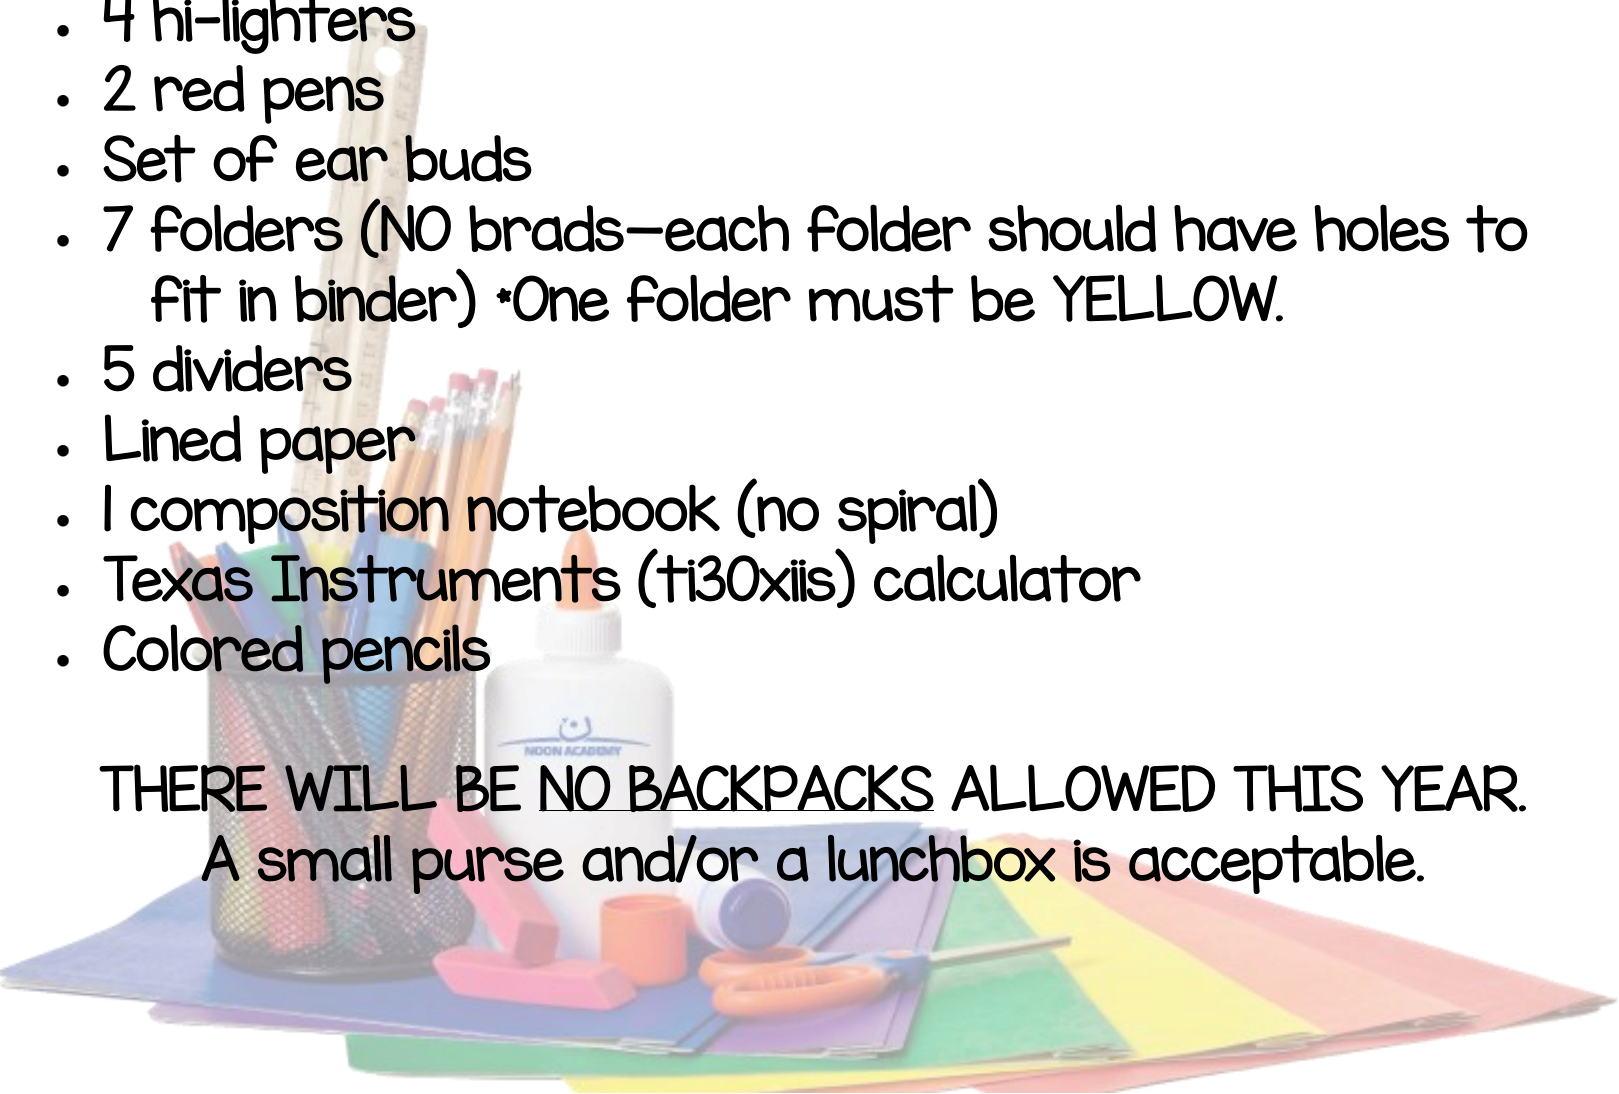 • 4 hi-lighters
• 2 red pens
• Set of ear buds
• 7 folders (NO brads—each folder should have holes to
fit in binder) *One folder must be YELLOW.
• 5 dividers
• Lined paper
• 1 composition notebook (no spiral)
• Texas Instruments (ti30xiis) calculator
• Colored pencils
NOON ACADEMY
THERE WILL BE NO BACKPACKS ALLOWED THIS YEAR.
A small purse and/or a lunchbox is acceptable.